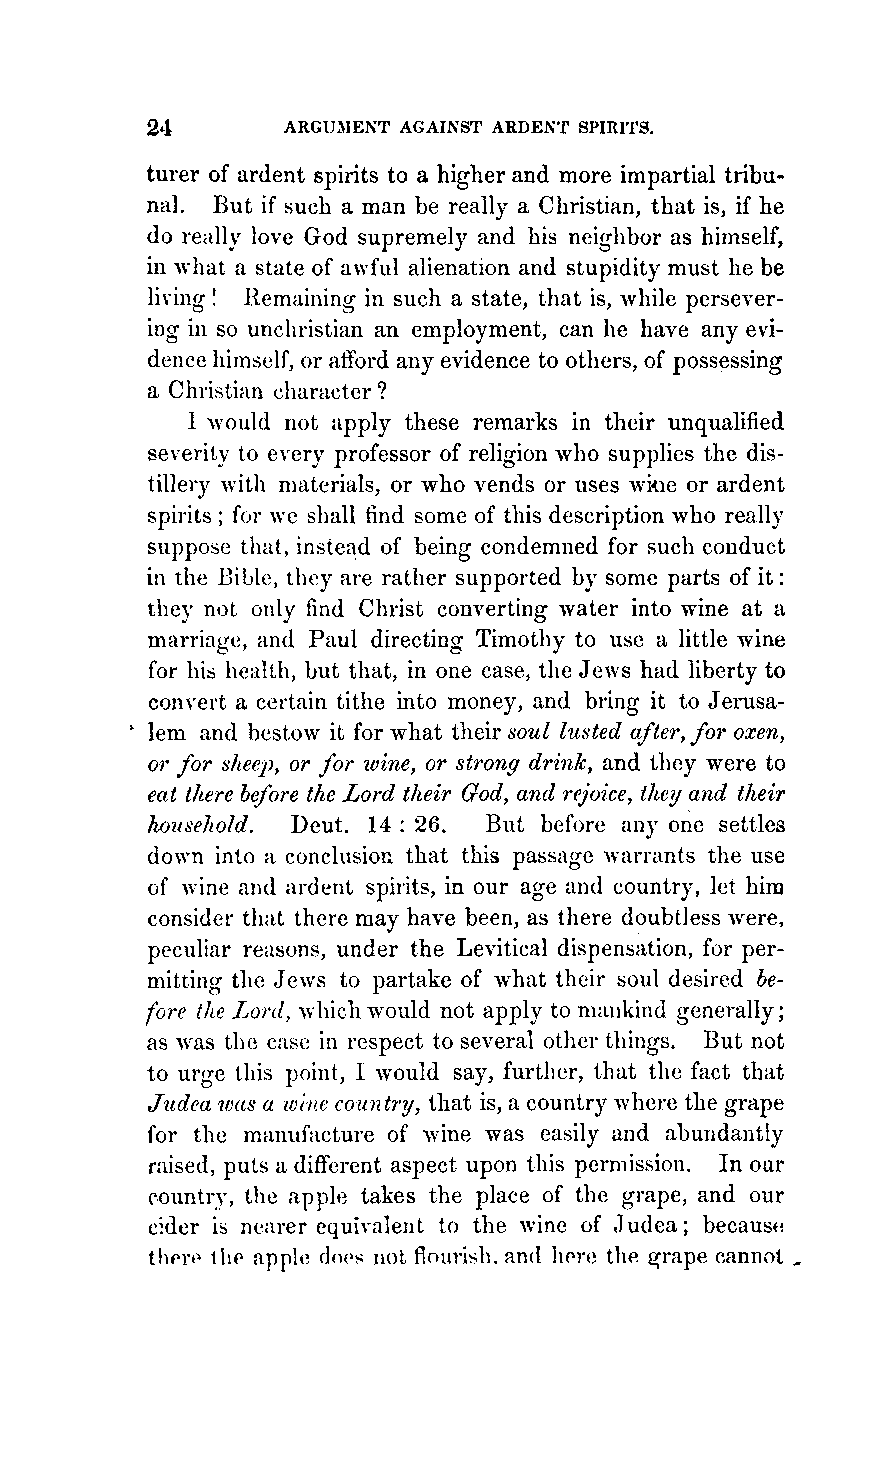 24 ARGUMENT AGAINST ARDENT SPIRITS.
turer of ardent spirits to a higher and more impartial tribu-
nal. But if such a man be really a Christian, that is, if he
do really love God supremely and his neighbor as himself,
in what a state of awful alienation and stupidity must he be
living! Remaining in such a state, that is, while persever-
ing in so unchristian an employment, can he have any evi-
dence himself, or afford any evidence to others, of possessing
a Christian character?
I would not apply these remarks in their unqualified
severity to every professor of religion who supplies the dis-
tillery with materials, or who vends or uses wine or ardent
spirits; for we shall find some of this description who really
suppose that, instead of being condemned for such conduct
in the Bible, they are rather supported by some parts of it:
they not only find Christ converting water into wine at a
marriage, and Paul directing Timothy to use a little wine
for his health, but that, in one case, the Jews had liberty to
convert a certain tithe into money, and bring it to Jerusa-
lem and bestow it for what their soul lusted after, for oxen,
or for sheep, or for wine, or strong drink, and they were to
eat there before the Lord their God, and rejoice, they and their
household. Deut. 14 : 26. But before any one settles
down into a conclusion that this passage warrants the use
of wine and ardent spirits, in our age and country, let him
consider that there may have been, as there doubtless were,
peculiar reasons, under the Levitical dispensation, for per-
mitting the Jews to partake of what their soul desired be-
fore the Lord, which would not apply to mankind generally;
as was the case in respect to several other things. But not
to urge this point, I would say, further, that the fact that
Judea was a wine country, that is, a country where the grape
for the manufacture of wine was easily and abundantly
raised, puts a different aspect upon this permission. In our
country, the apple takes the place of the grape, and our
cider is nearer equivalent to the wine of Judea; because
there the apple does not flourish, and here the grape cannot